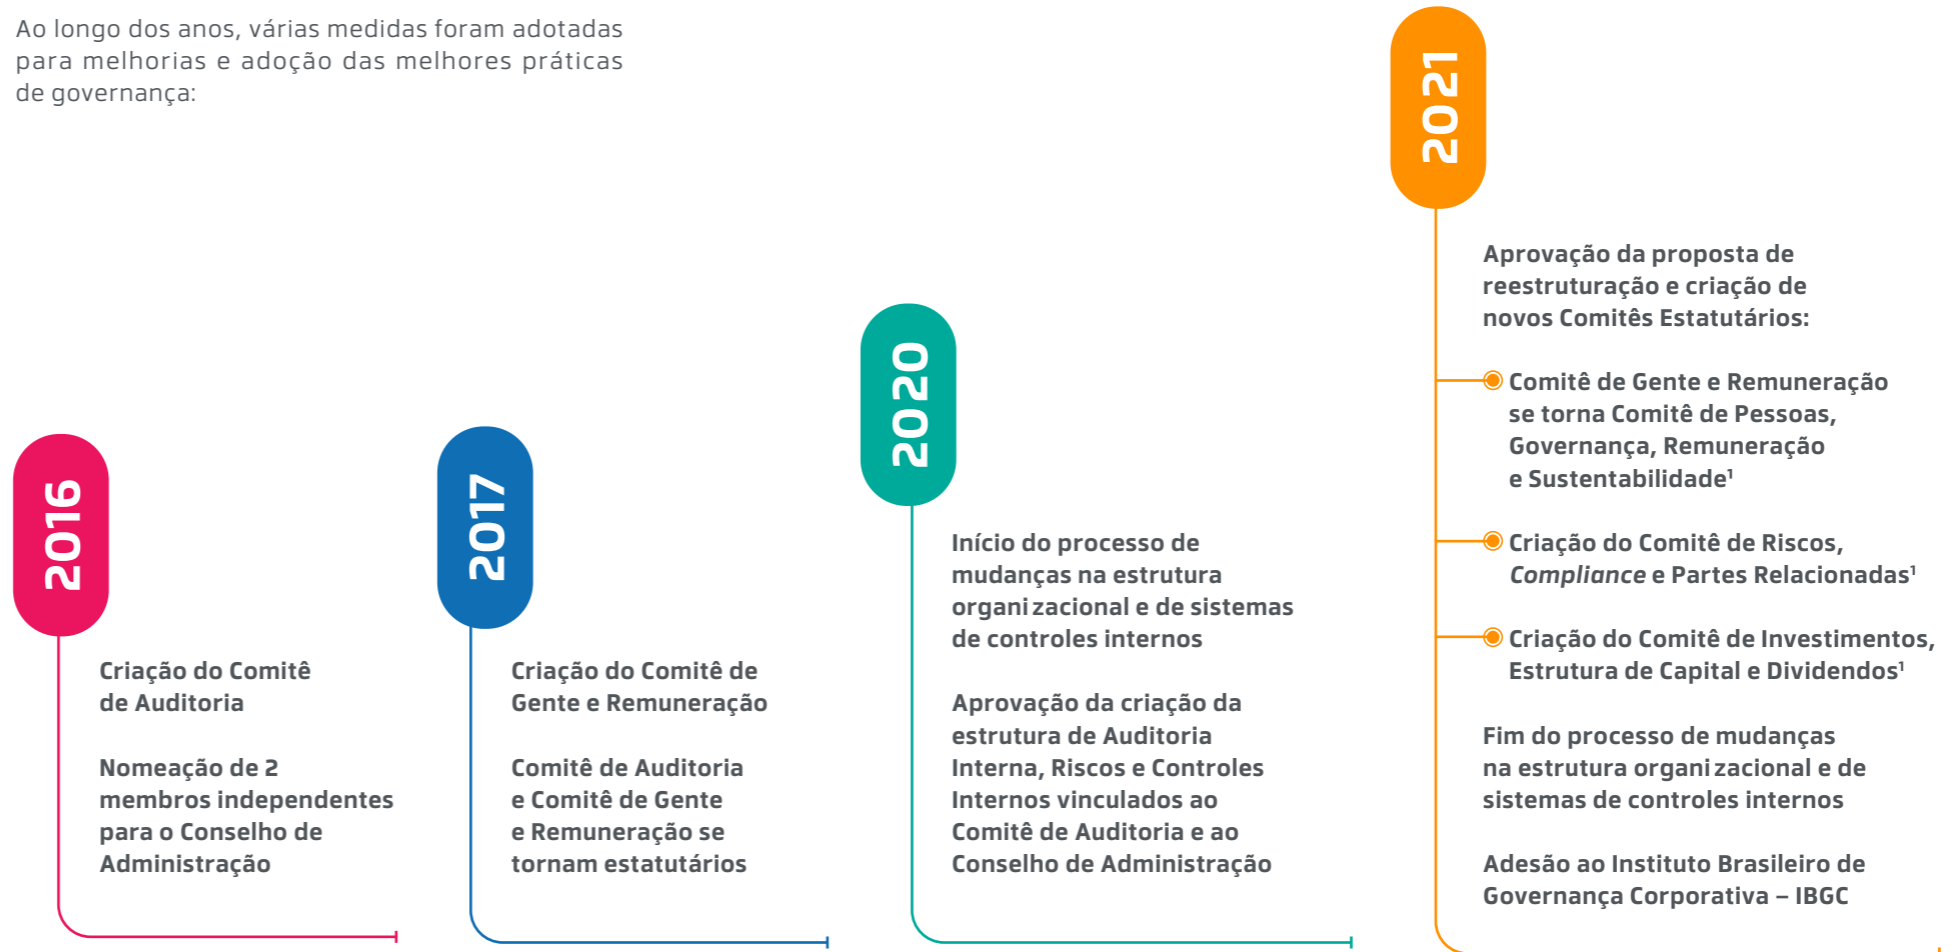 Ao longo dos anos, várias medidas foram adotadas
para melhorias e adoção das melhores práticas
de governança:
2016
Criação do Comitê
de Auditoria
Nomeação de 2
membros independentes
para o Conselho de
Administração
2017
Criação do Comitê de
Gente e Remuneração
Comitê de Auditoria
e Comitê de Gente
e Remuneração se
tornam estatutários
2020
Início do processo de
mudanças na estrutura
organi zacional e de sistemas
de controles internos
Aprovação da criação da
estrutura de Auditoria
Interna, Riscos e Controles
Internos vinculados ao
Comitê de Auditoria e ao
Conselho de Administração
2021
Aprovação da proposta de
reestruturação e criação de
novos Comitês Estatutários:
Comitê de Gente e Remuneração
se torna Comitê de Pessoas,
Governança, Remuneração
e Sustentabilidade¹
Criação do Comitê de Riscos,
Compliance e Partes Relacionadas¹
Criação do Comitê de Investimentos,
Estrutura de Capital e Dividendos¹
Fim do processo de mudanças
na estrutura organi zacional e de
sistemas de controles internos
Adesão ao Instituto Brasileiro de
Governança Corporativa – IBGC